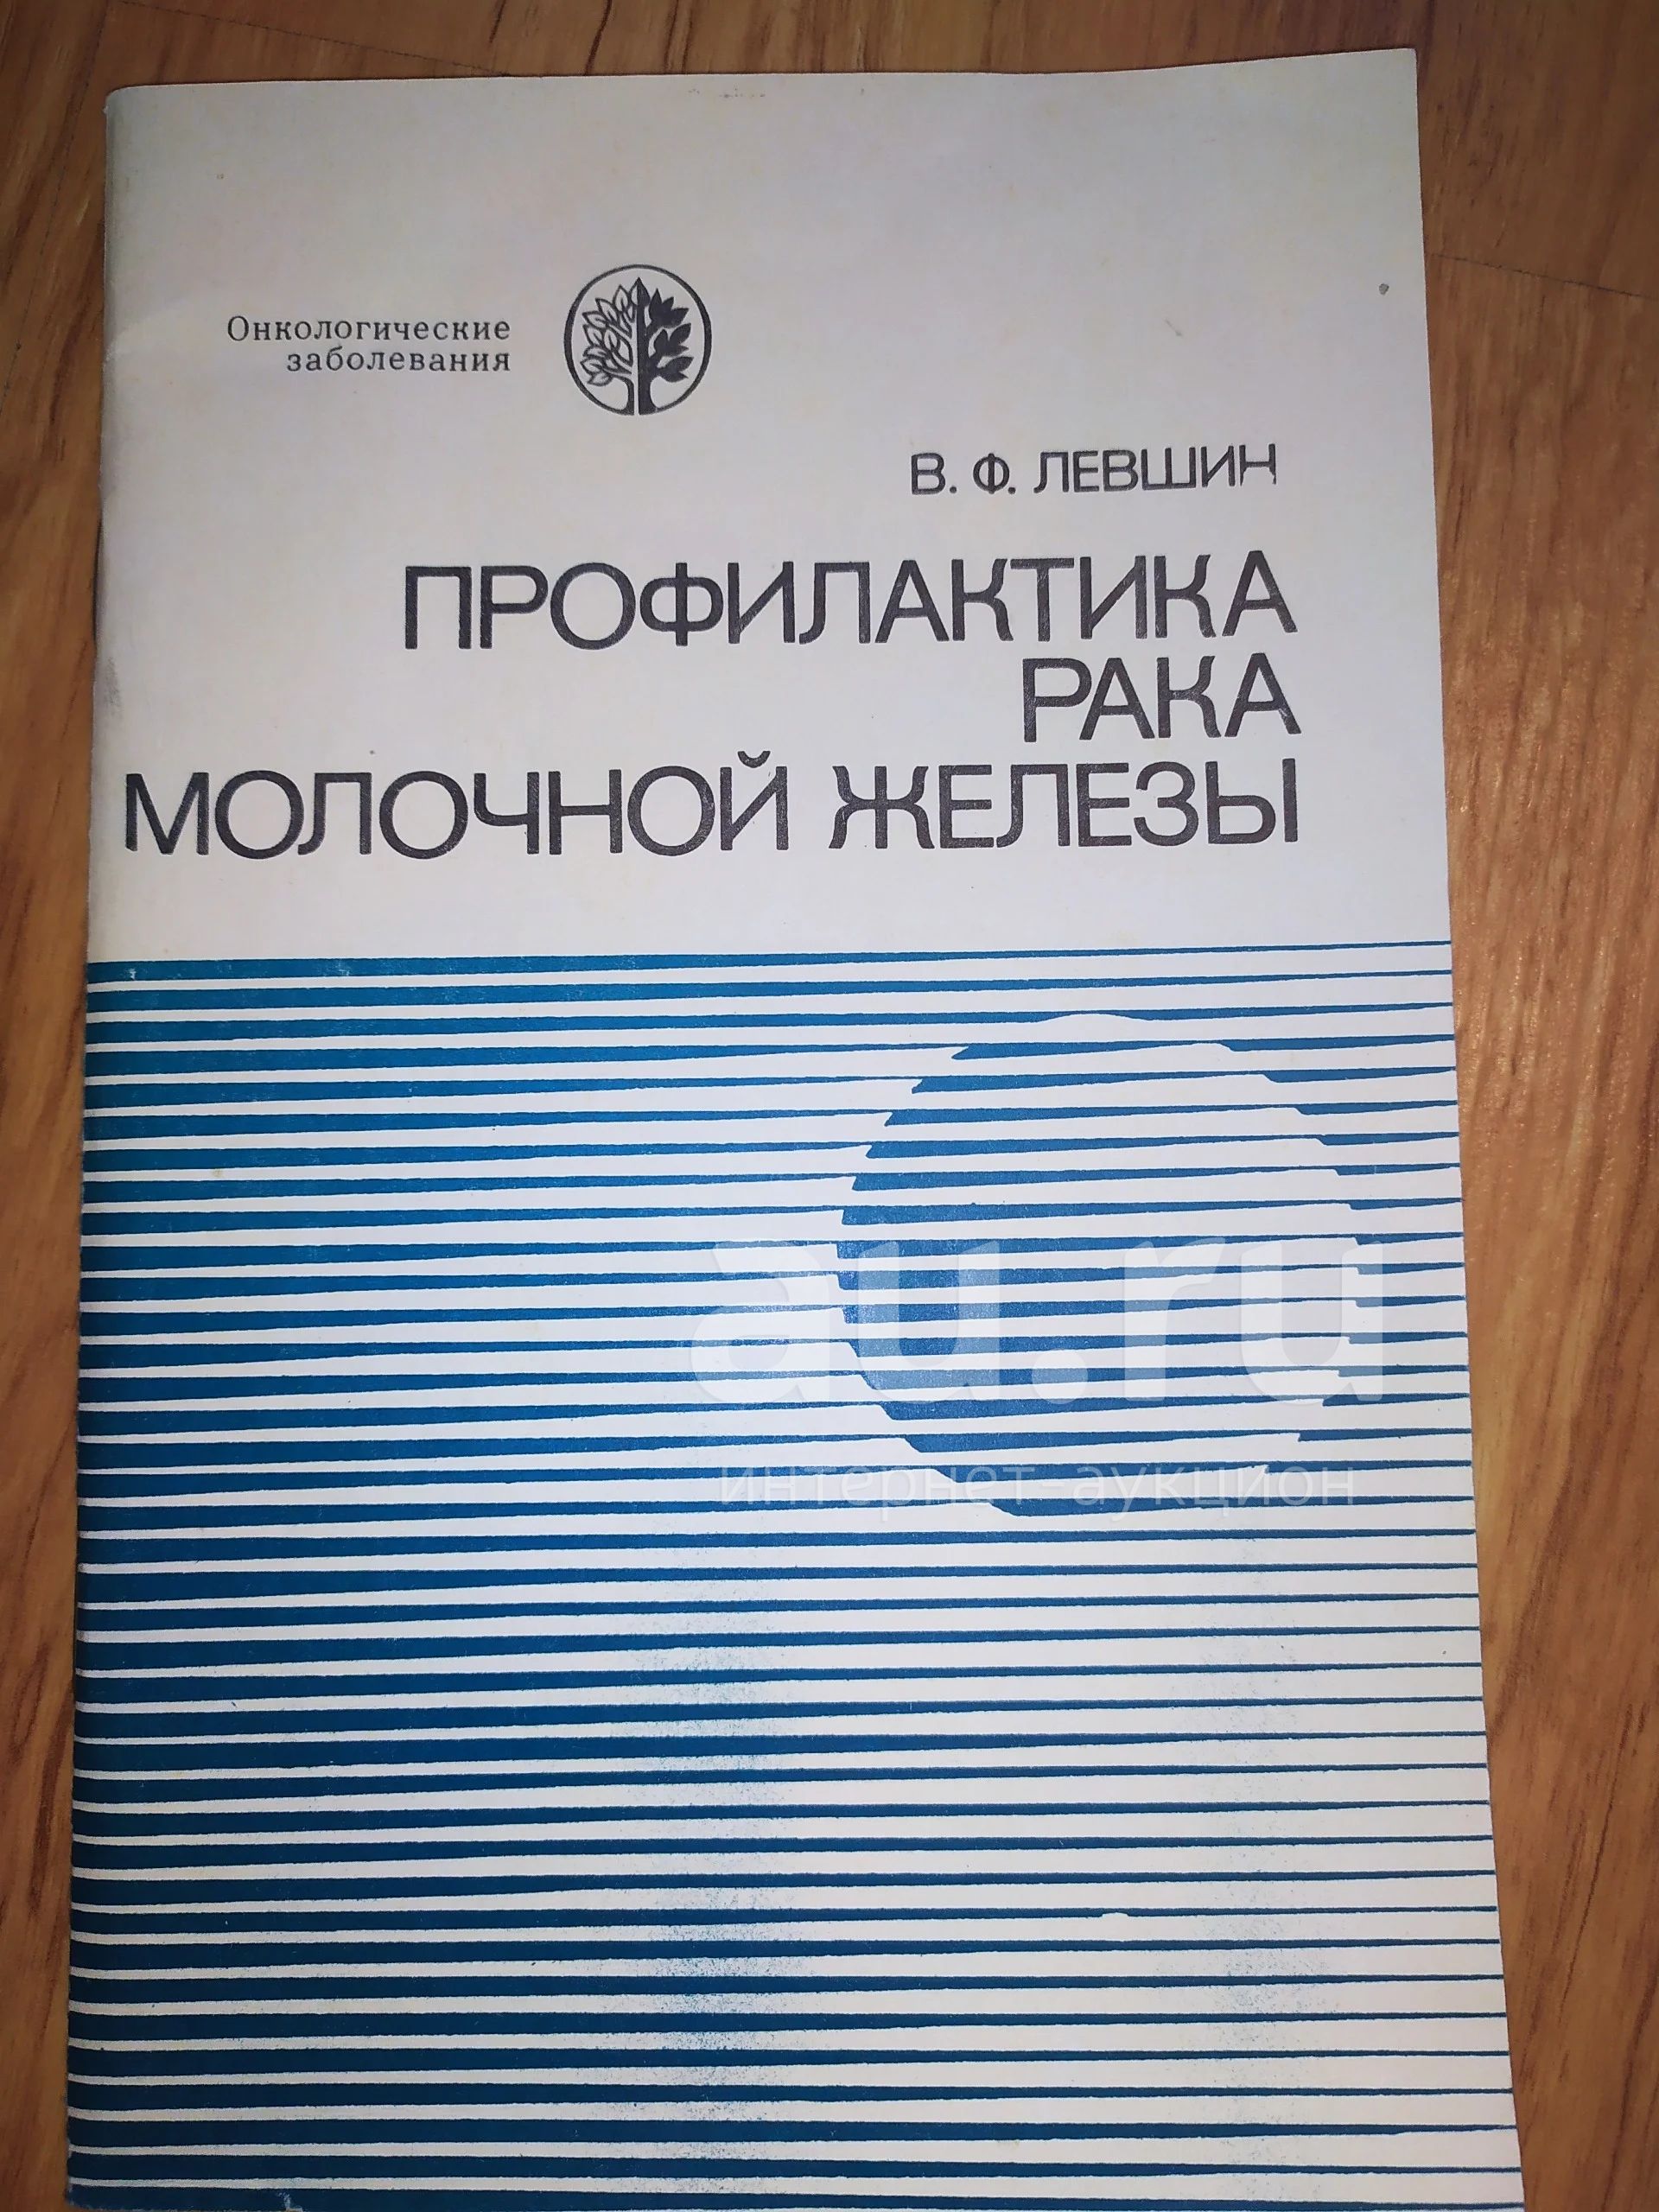 Онкологические
заболевания
В. Ф. ЛЕВШИН
ПРОФИЛАКТИКА
РАКА
МОЛОЧНОЙ ЖЕЛЕЗЫ
au.ru
интернет-аукцион